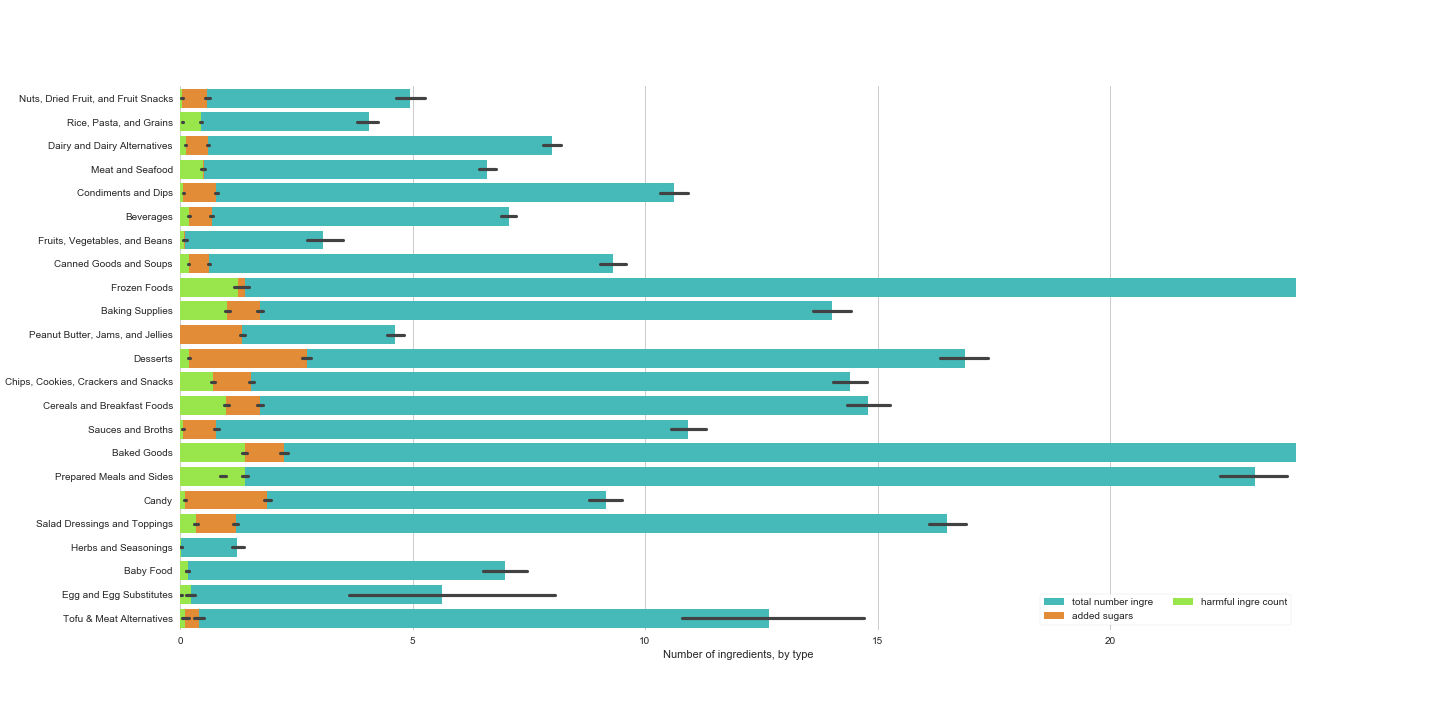 Nuts, Dried Fruit, and Fruit Snacks
Rice, Pasta, and Grains
Dairy and Dairy Alternatives
Meat and Seafood
Condiments and Dips
Beverages
Fruits, Vegetables, and Beans
Canned Goods and Soups
Frozen Foods
Baking Supplies
Peanut Butter, Jams, and Jellies
Desserts
Chips, Cookies, Crackers and Snacks
Cereals and Breakfast Foods
Sauces and Broths
Baked Goods
Prepared Meals and Sides
Candy
Salad Dressings and Toppings
Herbs and Seasonings
Baby Food
Egg and Egg Substitutes
Tofu & Meat Alternatives
total number ingre harmful ingre count
added sugars
0 5 10 15 20
Number of ingredients, by type